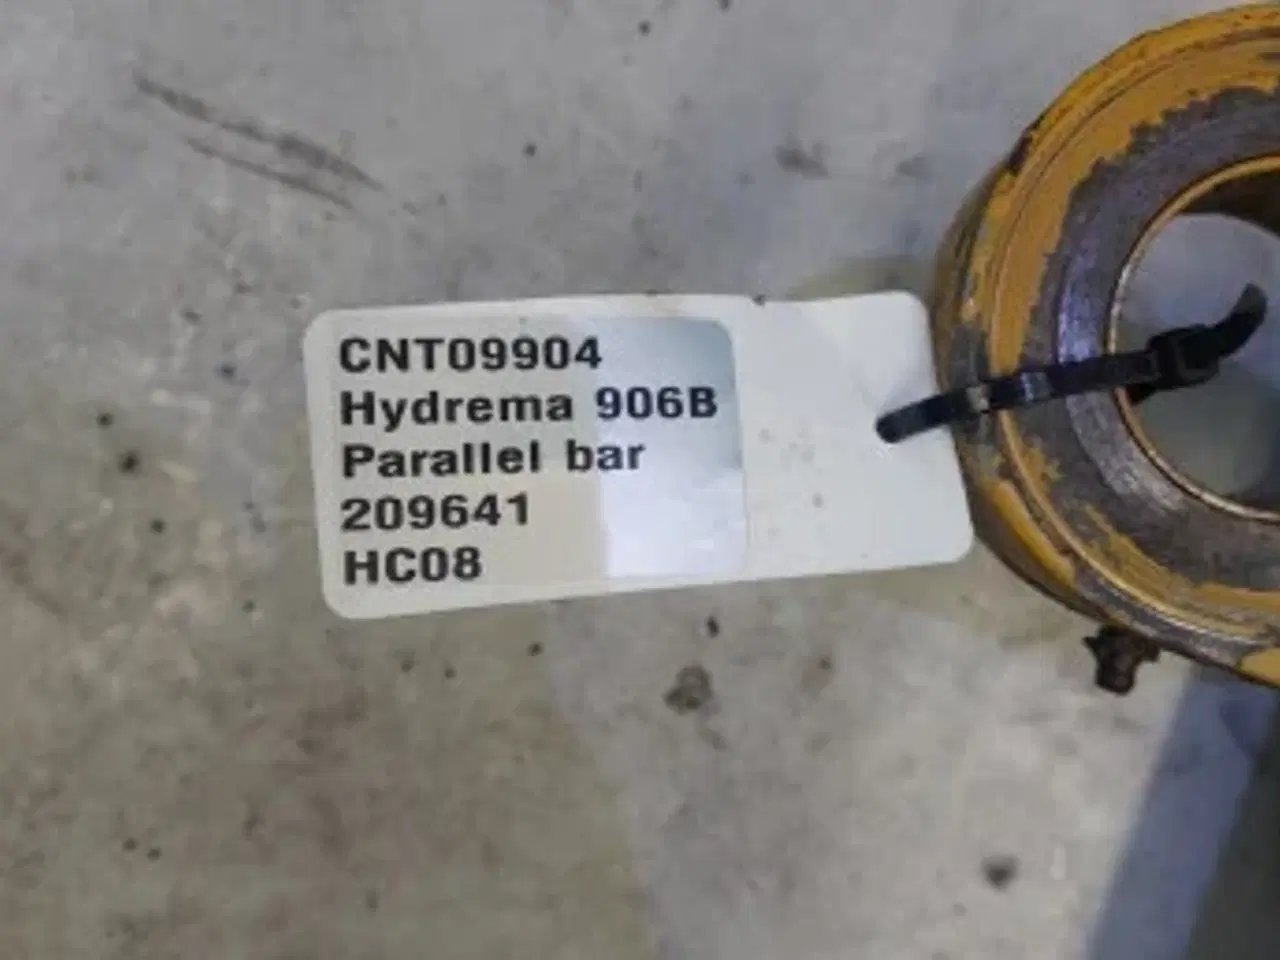 CNT09904
Hydrema 906B
Parallel bar
209641
HC08